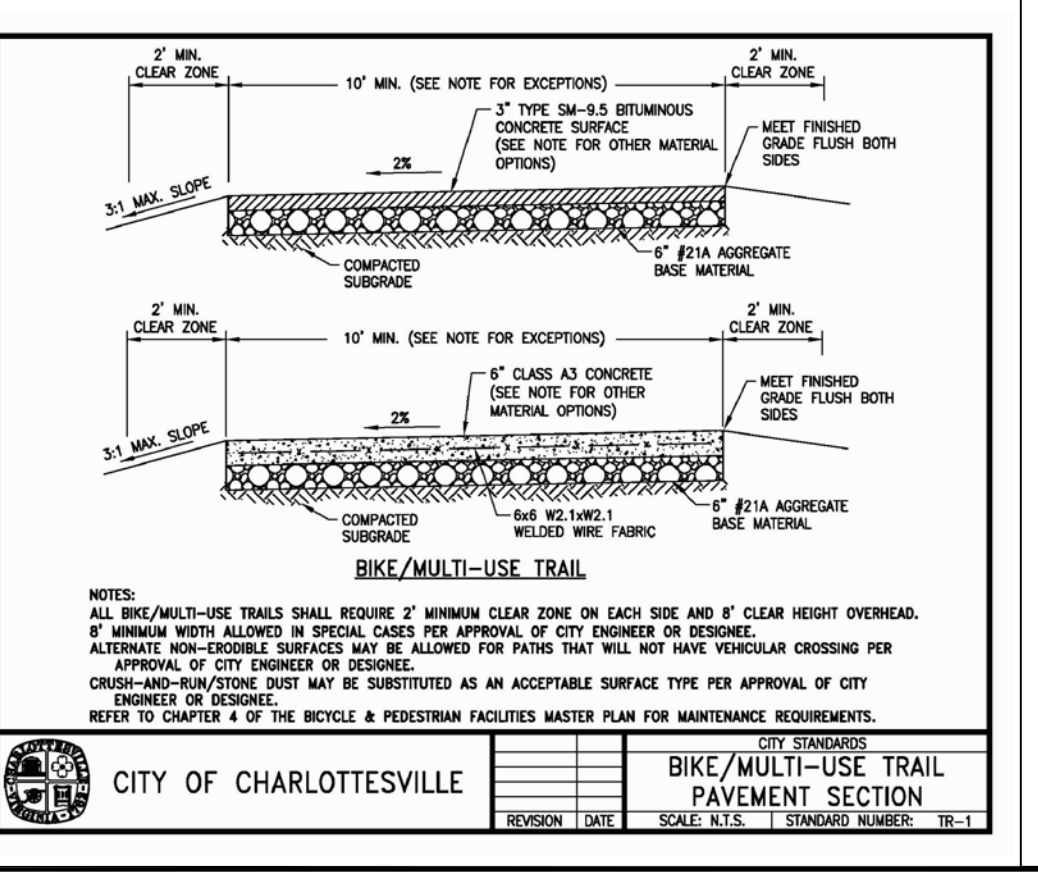 2' MIN.
CLEAR ZONE
10' MIN. (SEE NOTE FOR EXCEPTIONS)
2' MIN.
CLEAR ZONE
3" TYPE SM-9.5 BITUMINOUS
CONCRETE SURFACE
(SEE NOTE FOR OTHER MATERIAL
OPTIONS)
MEET FINISHED
GRADE FLUSH BOTH
SIDES
2%
3:1 MAX. SLOPE
COMPACTED
SUBGRADE
6" #21A AGGREGATE
BASE MATERIAL
2' MIN.
CLEAR ZONE
10' MIN. (SEE NOTE FOR EXCEPTIONS)
2' MIN.
CLEAR ZONE
6" CLASS A3 CONCRETE
(SEE NOTE FOR OTHER
MATERIAL OPTIONS)
MEET FINISHED
GRADE FLUSH BOTH
SIDES
2%
3:1 MAX. SLOPE
COMPACTED
SUBGRADE
6x6 W2.1xW2.1
WELDED WIRE FABRIC
6" #21A AGGREGATE
BASE MATERIAL
BIKE/MULTI-USE TRAIL
NOTES:
ALL BIKE/MULTI-USE TRAILS SHALL REQUIRE 2' MINIMUM CLEAR ZONE ON EACH SIDE AND 8' CLEAR HEIGHT OVERHEAD.
8' MINIMUM WIDTH ALLOWED IN SPECIAL CASES PER APPROVAL OF CITY ENGINEER OR DESIGNEE.
ALTERNATE NON-ERODIBLE SURFACES MAY BE ALLOWED FOR PATHS THAT WILL NOT HAVE VEHICULAR CROSSING PER
APPROVAL OF CITY ENGINEER OR DESIGNEE.
CRUSH-AND-RUN/STONE DUST MAY BE SUBSTITUTED AS AN ACCEPTABLE SURFACE TYPE PER APPROVAL OF CITY
ENGINEER OR DESIGNEE.
REFER TO CHAPTER 4 OF THE BICYCLE & PEDESTRIAN FACILITIES MASTER PLAN FOR MAINTENANCE REQUIREMENTS.
CHARLOTTESVILLE
VIRGINIA-1762
CITY OF CHARLOTTESVILLE
REVISION DATE
CITY STANDARDS
BIKE/MULTI-USE TRAIL
PAVEMENT SECTION
SCALE: N.T.S. STANDARD NUMBER: TR-1